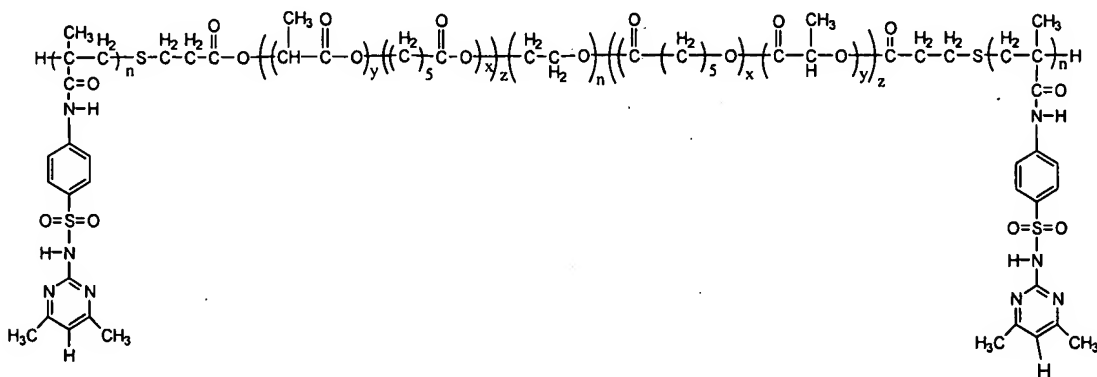 CH₃ O O CH₃ O O CH₃
CH₃ H₂ H₂ H₂ H₂ H₂ H₂ O H₂ H₂ H₂
H C C n S C C C O C C O y C 5 C O x z C C O n C C 5 O x C C O y z C C C S C n H
H H₂ H
C=O C=O
N-H N-H
O=S=O O=S=O
H-N H-N
N N N N
H₃C CH₃ H₃C CH₃
H H